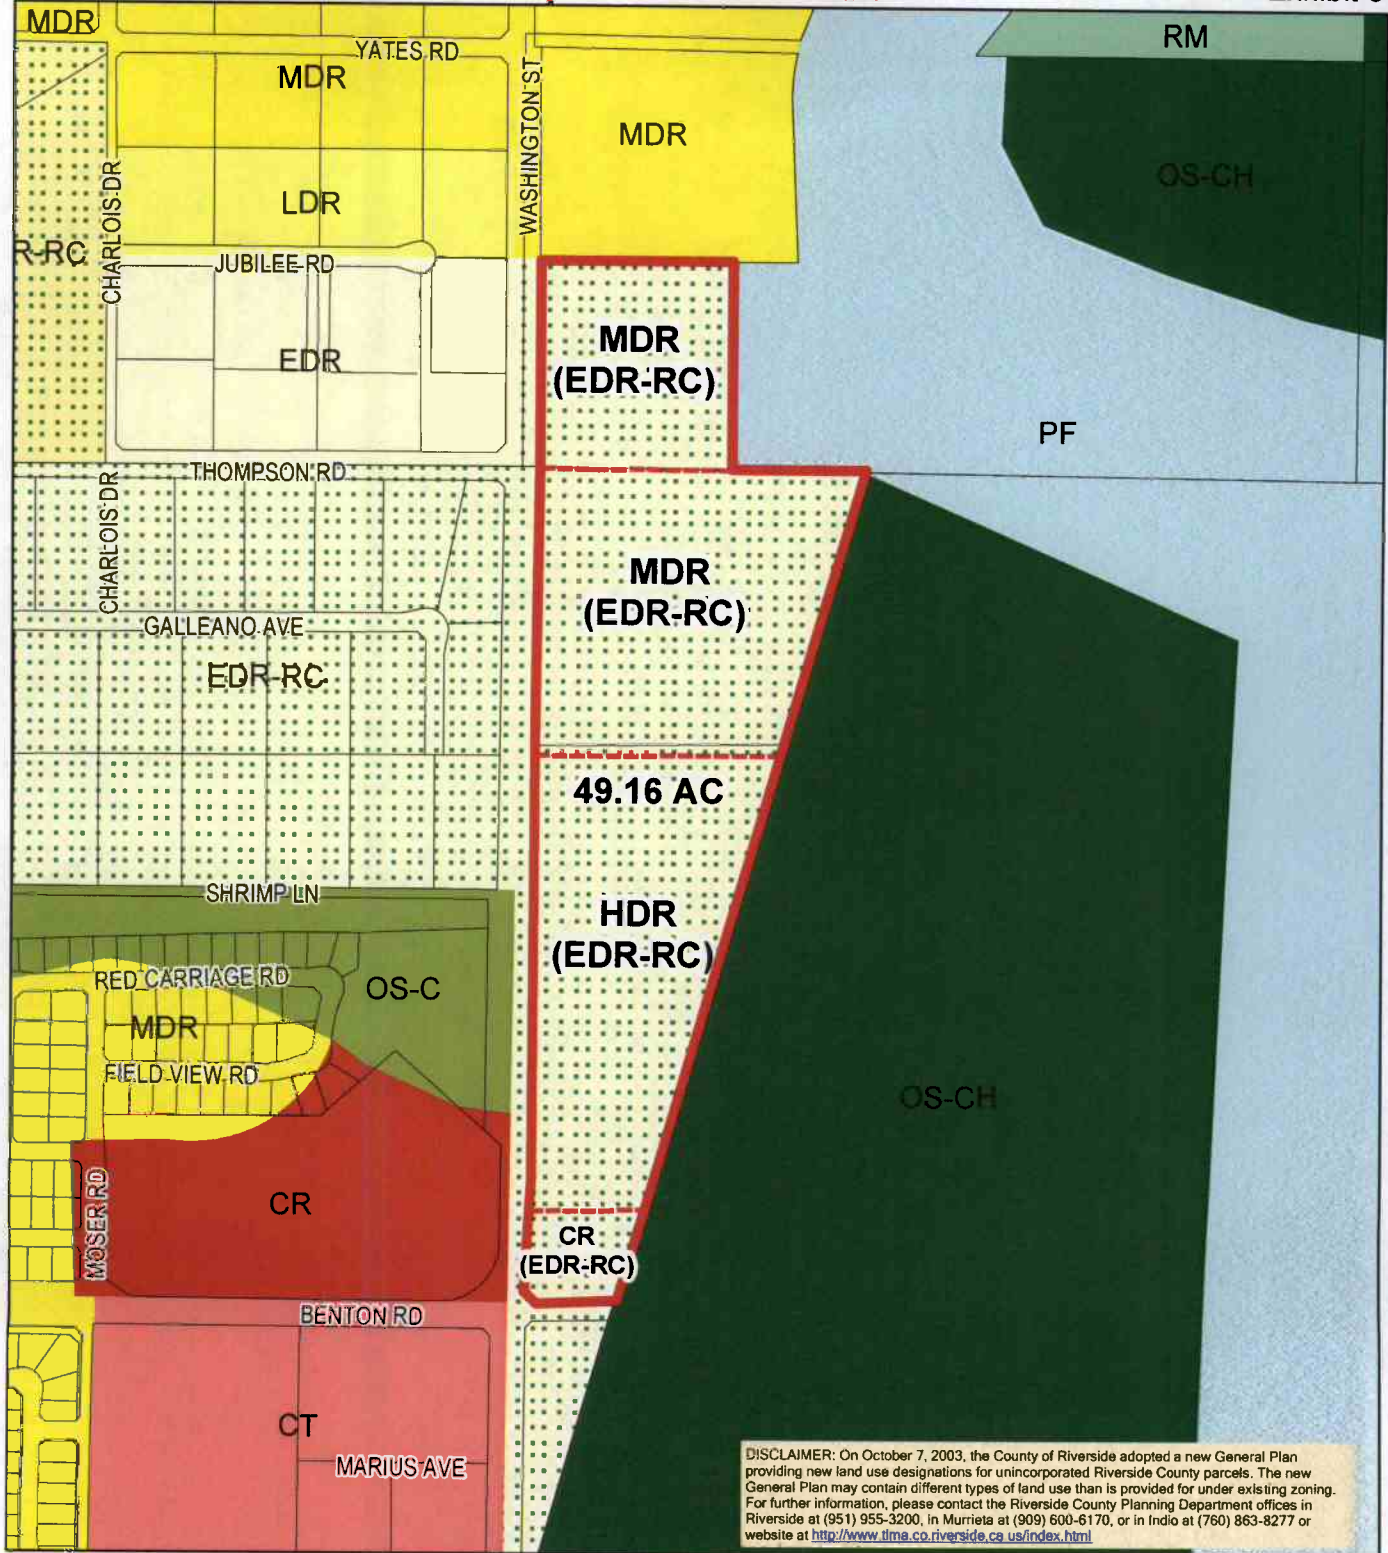 MDR
YATES RD
MDR
WASHINGTON ST
MDR
RM
OS-CH
CHARLOIS DR
LDR
R-RC
JUBILEE RD
EDR
MDR
(EDR-RC)
PF
THOMPSON RD
CHARLOIS DR
MDR
(EDR-RC)
GALLEANO AVE
EDR-RC
49.16 AC
SHRIMP LN
HDR
(EDR-RC)
RED CARRIAGE RD
OS-C
MDR
FIELD VIEW RD
OS-CH
MOSER RD
CR
CR
(EDR-RC)
BENTON RD
CT
MARIUS AVE
DISCLAIMER: On October 7, 2003, the County of Riverside adopted a new General Plan
providing new land use designations for unincorporated Riverside County parcels. The new
General Plan may contain different types of land use than is provided for under existing zoning.
For further information, please contact the Riverside County Planning Department offices in
Riverside at (951) 955-3200, in Murrieta at (909) 600-6170, or in Indio at (760) 863-8277 or
website at http://www.tlma.co.riverside.ca.us/index.html